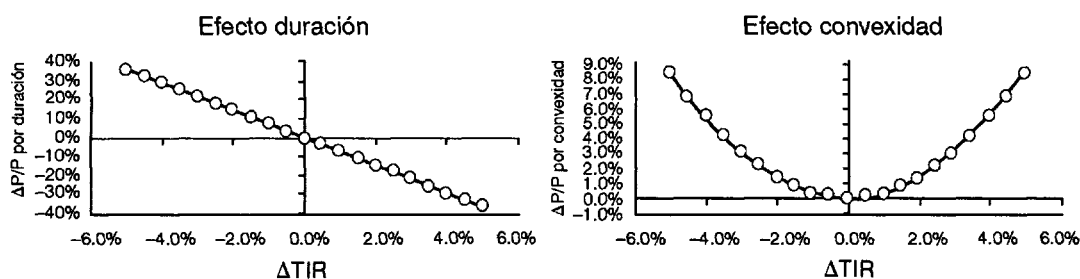 Efecto duración
ΔP/P por duración
40%
30%
20%
10%
0%
−10%
−20%
−30%
−40%
−6.0% −4.0% −2.0% 0.0% 2.0% 4.0% 6.0%
ΔTIR
Efecto convexidad
ΔP/P por convexidad
9.0%
8.0%
7.0%
6.0%
5.0%
4.0%
3.0%
2.0%
1.0%
0.0%
−1.0%
−6.0% −4.0% −2.0% 0.0% 2.0% 4.0% 6.0%
ΔTIR